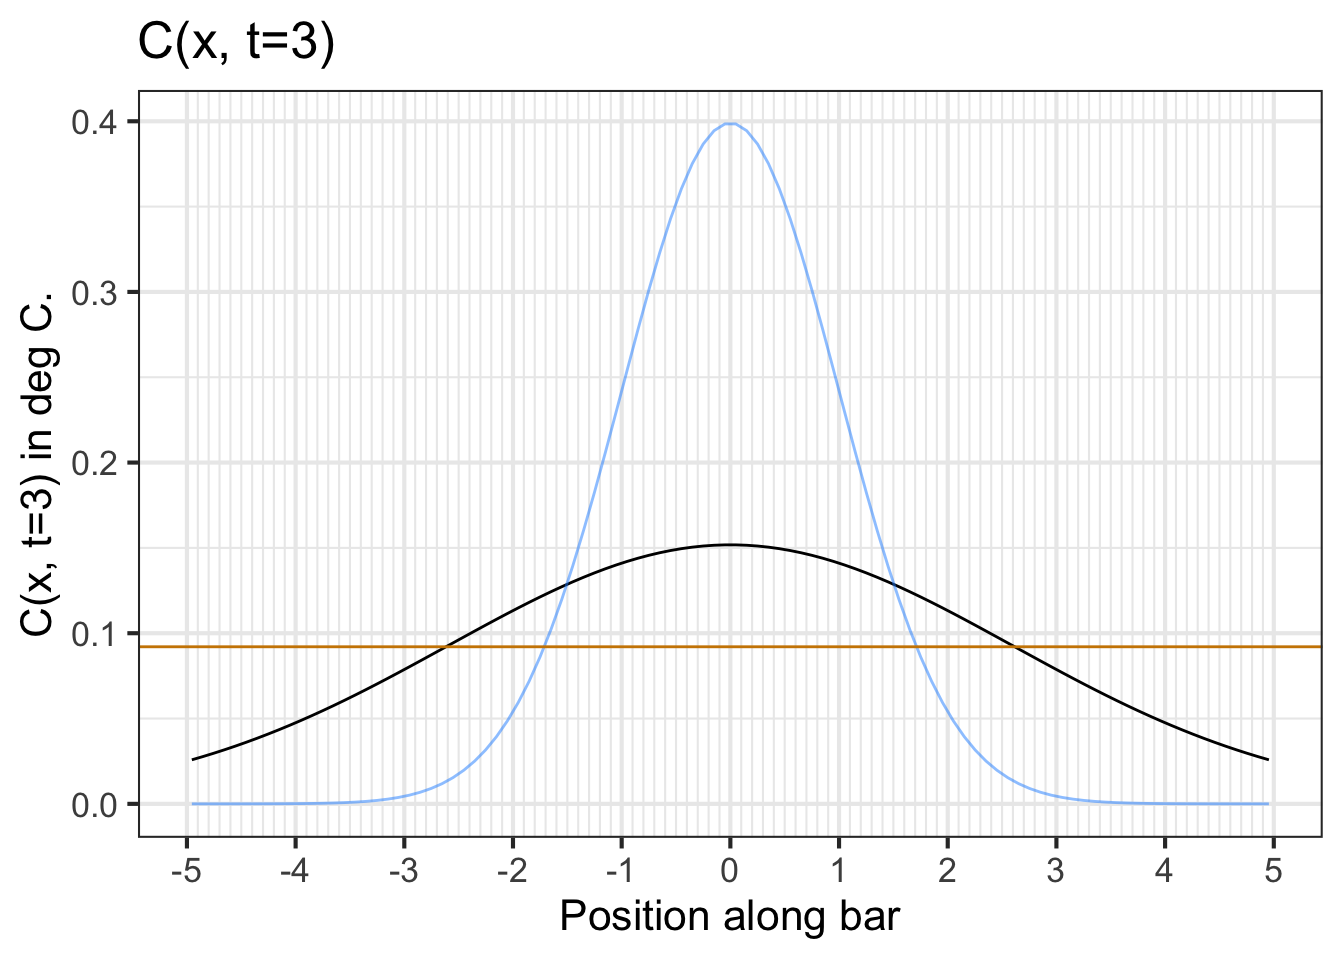 C(x, t=3)
C(x, t=3) in deg C.
0.4
0.3
0.2
0.1
0.0
-5 -4 -3 -2 -1 0 1 2 3 4 5
Position along bar